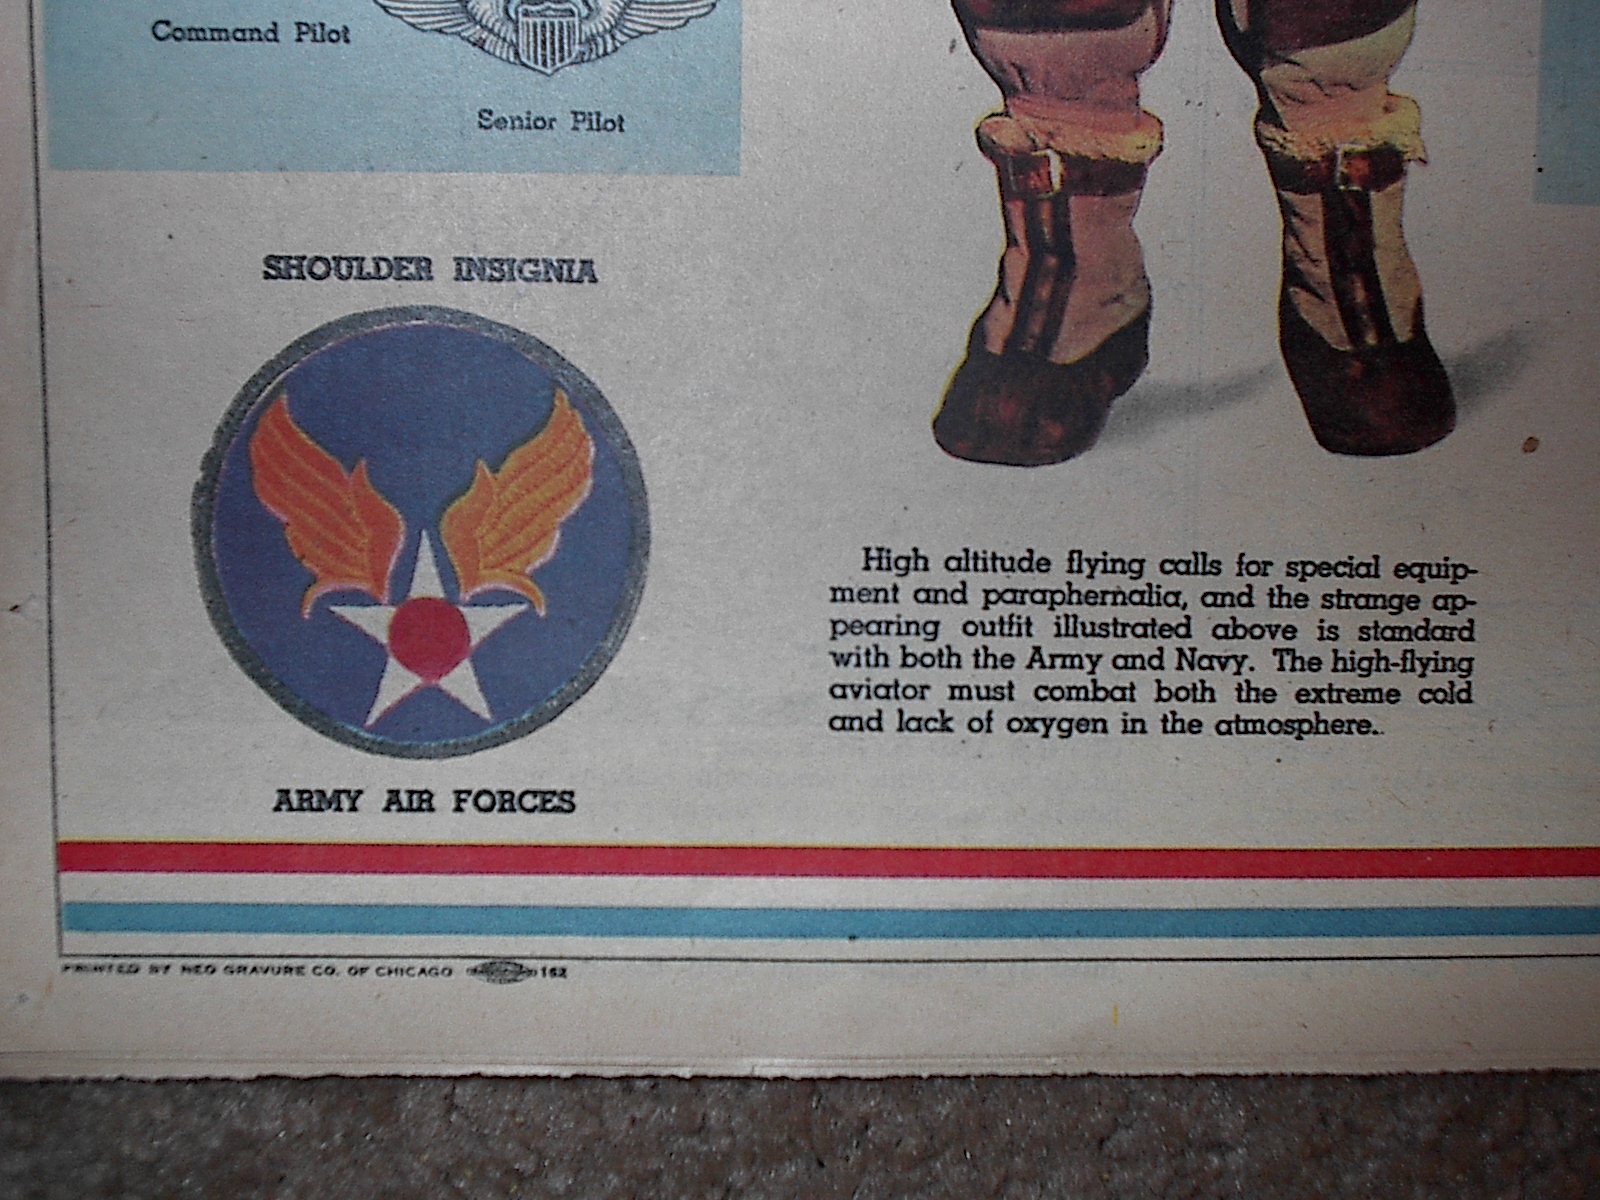 Command Pilot
Senior Pilot
SHOULDER INSIGNIA
ARMY AIR FORCES
High altitude flying calls for special equip-
ment and paraphernalia, and the strange ap-
pearing outfit illustrated above is standard
with both the Army and Navy. The high-flying
aviator must combat both the extreme cold
and lack of oxygen in the atmosphere.
PRINTED BY NEO GRAVURE CO. OF CHICAGO 162